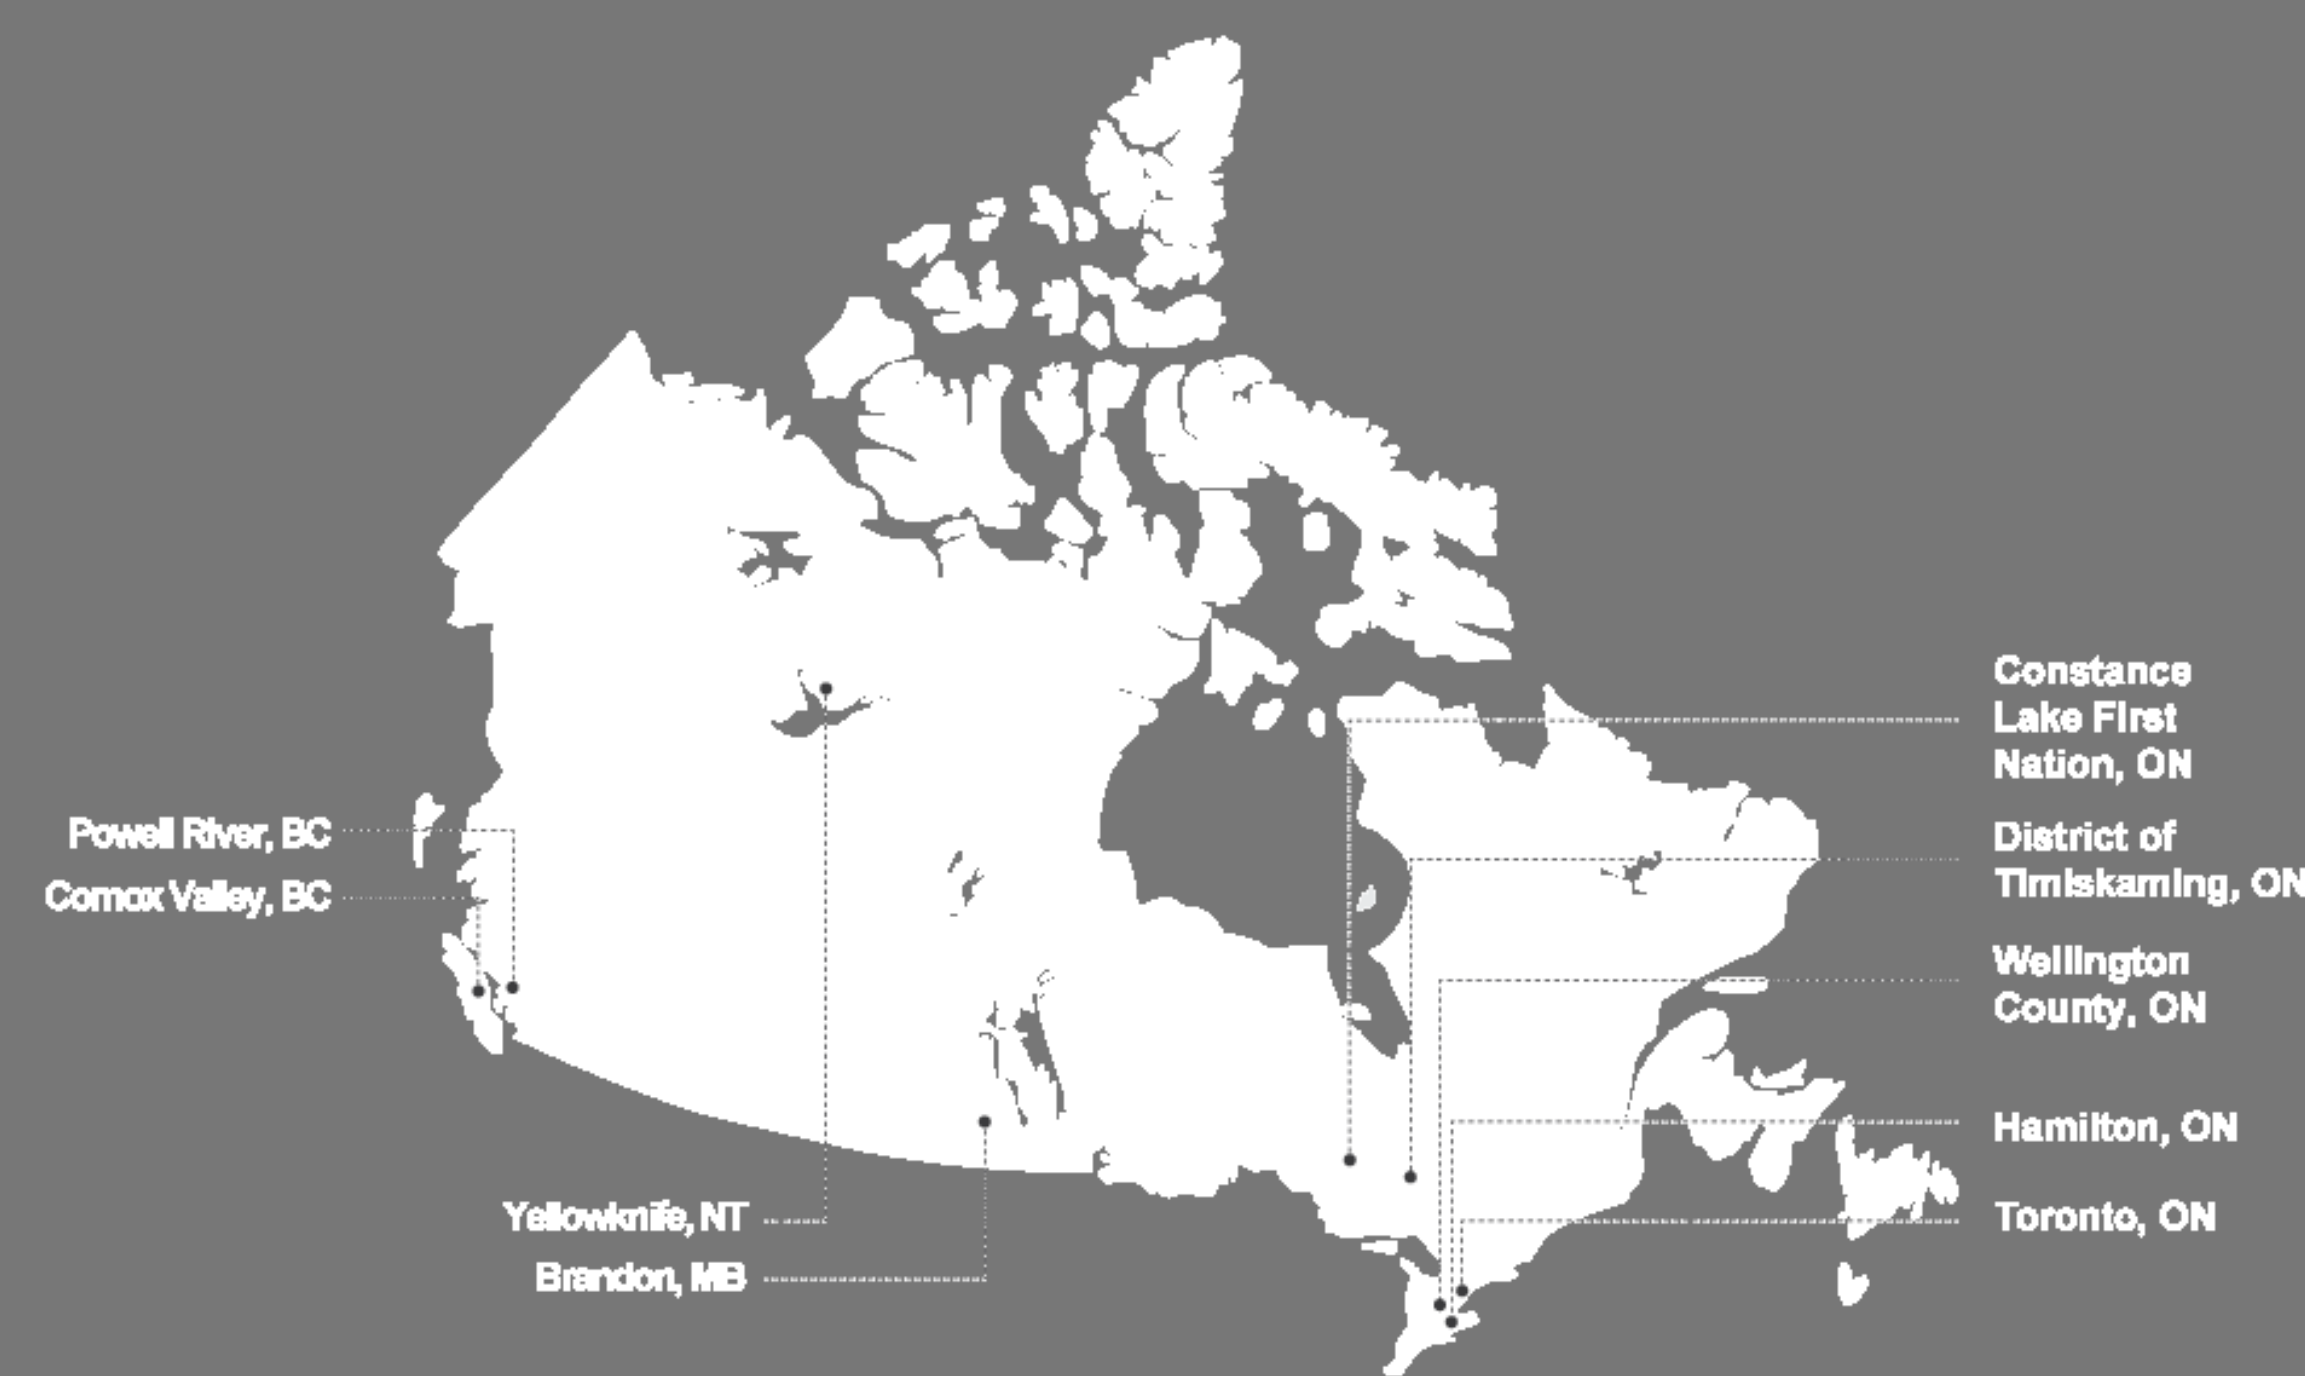 Constance
Lake First
Nation, ON
Powell River, BC
District of
Timiskaming, ON
Comox Valley, BC
Wellington
County, ON
Hamilton, ON
Yellowknife, NT
Toronto, ON
Brandon, MB